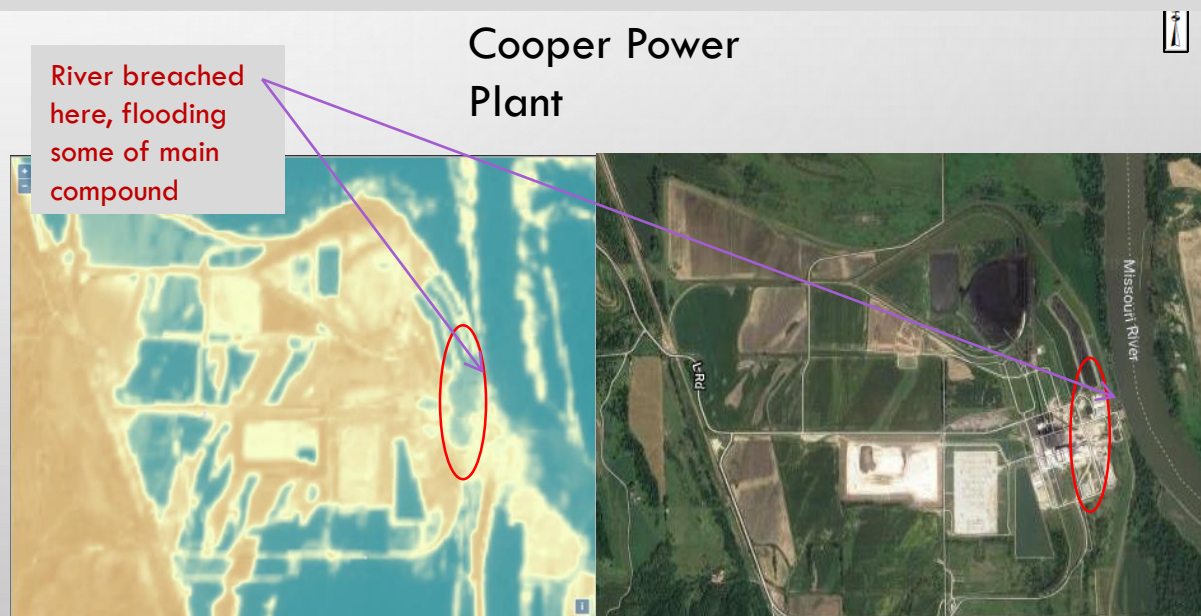 Cooper Power
Plant
River breached
here, flooding
some of main
compound
Missouri River
L Rd